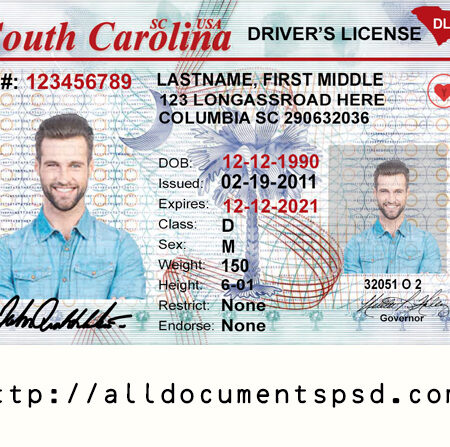 SC USA
South Carolina DRIVER'S LICENSE DL
#: 123456789
LASTNAME, FIRST MIDDLE
123 LONGASSROAD HERE
COLUMBIA SC 290632036
DOB: 12-12-1990
Issued: 02-19-2011
Expires: 12-12-2021
Class: D
Sex: M
Weight: 150
Height: 6-01
Restrict: None
Endorse: None
32051 O 2
Governor
ttp://alldocumentspsd.com